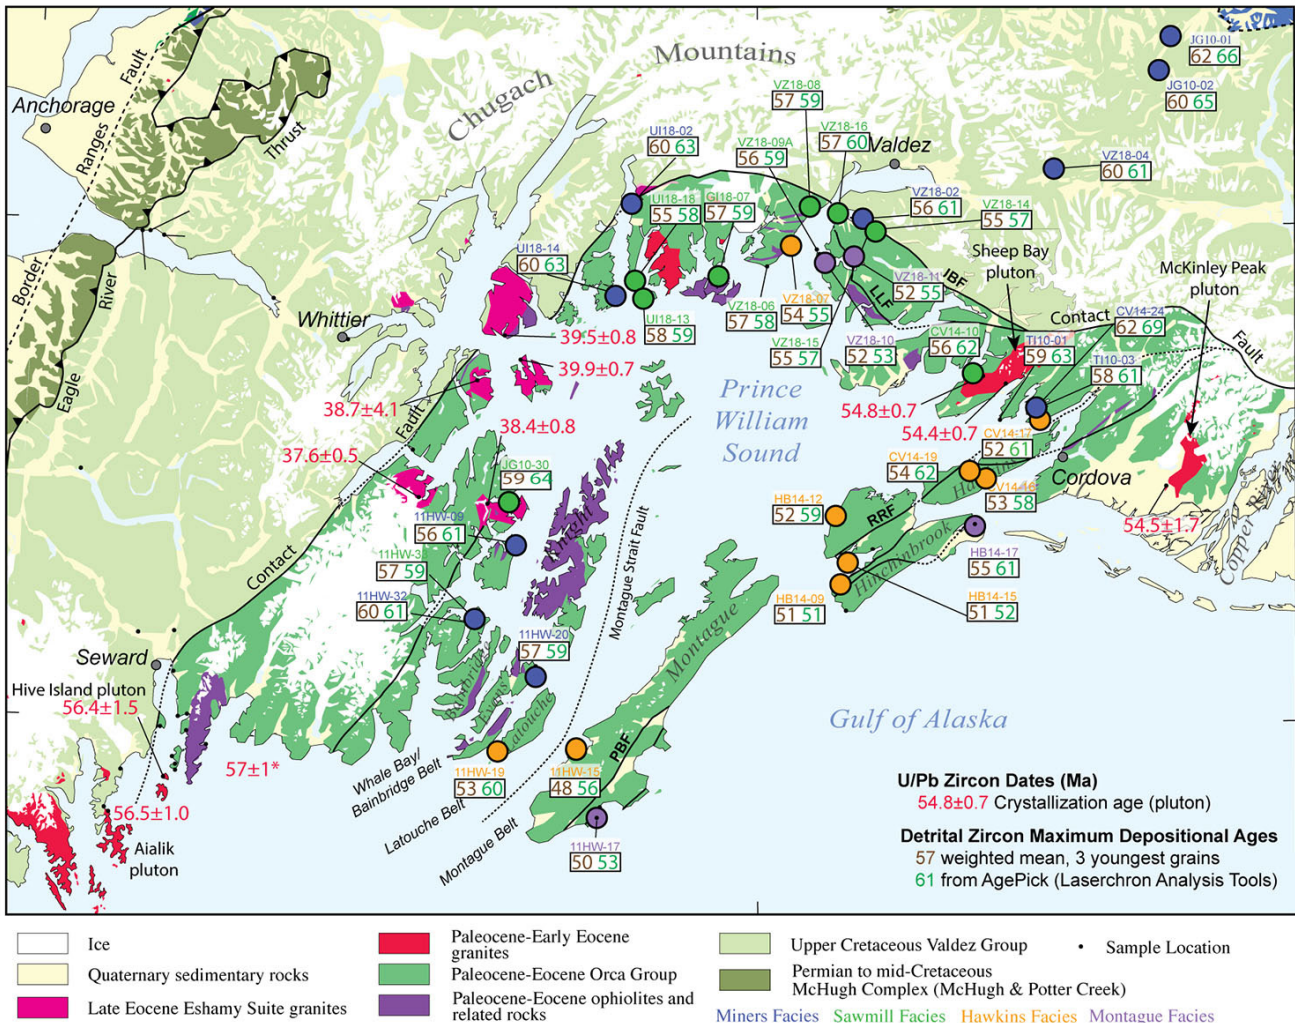 Mountains
Chugach
JG10-01
62 66
JG10-02
60 65
Anchorage
Ranges
Fault
Thrust
VZ18-08
57 59
UI18-02
60 63
VZ18-09A
56 59
VZ18-16
57 60
Valdez
VZ18-04
60 61
UI18-18
55 58
GI18-07
57 59
VZ18-02
56 61
VZ18-14
55 57
UI18-14
60 63
Sheep Bay
pluton
McKinley Peak
pluton
Border
River
Eagle
IBF
LLF
VZ18-11
52 55
VZ18-06
57 58
VZ18-07
54 55
Contact
Fault
CV14-24
62 69
Whittier
39.5±0.8
UI18-13
58 59
VZ18-15
55 57
VZ18-10
52 53
CV14-10
56 62
TI10-01
59 63
TI10-03
58 61
39.9±0.7
Prince
William
Sound
38.7±4.1
Fault
54.8±0.7
54.4±0.7
38.4±0.8
37.6±0.5
CV14-17
52 61
CV14-19
54 62
Cordova
JG10-30
59 64
53 58
11HW-09
56 61
Knight
HB14-12
52 59
RRF
54.5±1.7
Copper River
Contact
Montague Strait Fault
11HW-33
57 59
Hinchinbrook
HB14-17
55 61
11HW-32
60 61
HB14-09
51 51
HB14-15
51 52
11HW-20
57 59
Montague
Seward
Hive Island pluton
56.4±1.5
Bainbridge
Evans
Latouche
Gulf of Alaska
PBF
57±1*
Whale Bay/
Bainbridge Belt
11HW-19
53 60
11HW-15
48 56
56.5±1.0
Latouche Belt
Montague Belt
Aialik
pluton
11HW-17
50 53
U/Pb Zircon Dates (Ma)
54.8±0.7 Crystallization age (pluton)
Detrital Zircon Maximum Depositional Ages
57 weighted mean, 3 youngest grains
61 from AgePick (Laserchron Analysis Tools)
Ice
Quaternary sedimentary rocks
Late Eocene Eshamy Suite granites
Paleocene-Early Eocene
granites
Paleocene-Eocene Orca Group
Paleocene-Eocene ophiolites and
related rocks
Upper Cretaceous Valdez Group
Permian to mid-Cretaceous
McHugh Complex (McHugh & Potter Creek)
Sample Location
Miners Facies Sawmill Facies Hawkins Facies Montague Facies